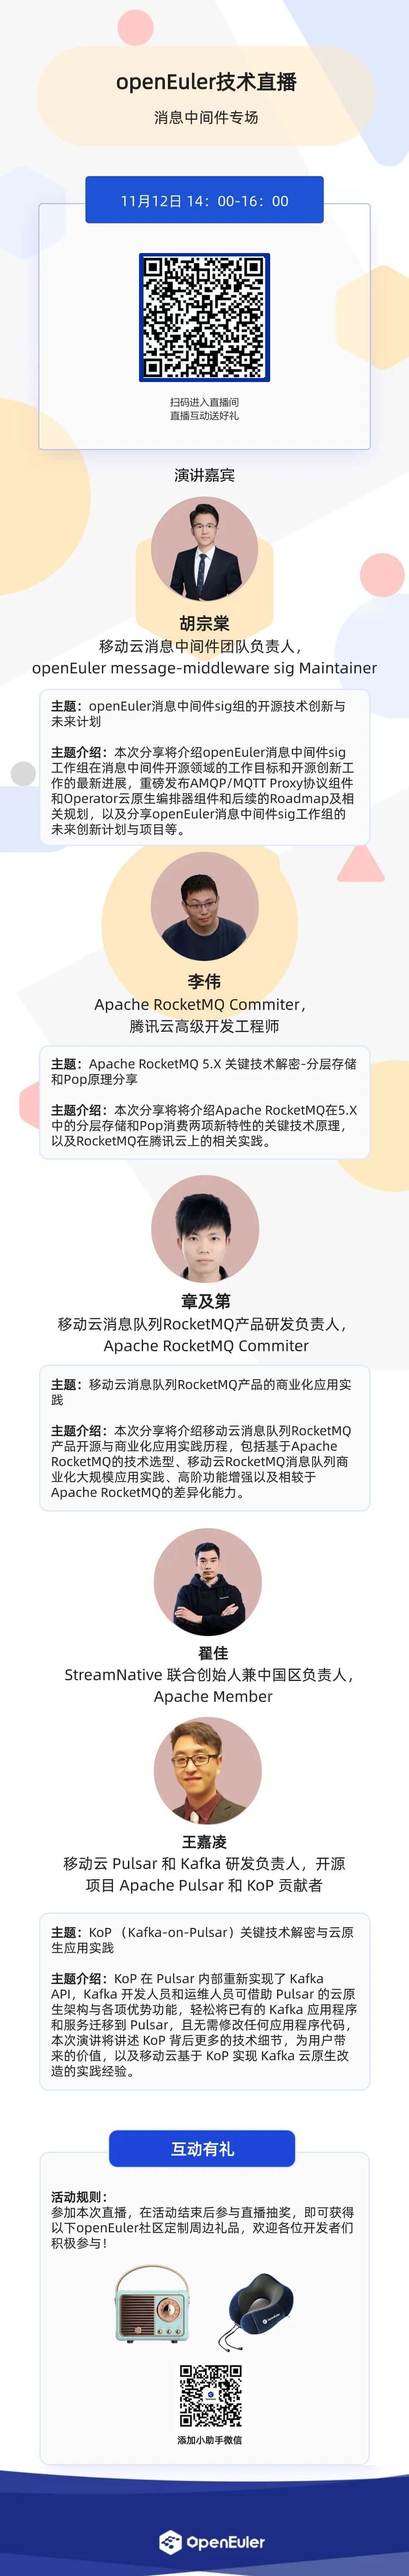 openEuler技术直播
消息中间件专场
11月12日 14：00-16：00
扫码进入直播间
直播互动送好礼
演讲嘉宾
胡宗棠
移动云消息中间件团队负责人，
openEuler message-middleware sig Maintainer
主题：openEuler消息中间件sig组的开源技术创新与
未来计划
主题介绍：本次分享将介绍openEuler消息中间件sig
工作组在消息中间件开源领域的工作目标和开源创新工
作的最新进展，重磅发布AMQP/MQTT Proxy协议组件
和Operator云原生编排器组件和后续的Roadmap及相
关规划，以及分享openEuler消息中间件sig工作组的
未来创新计划与项目等。
李伟
Apache RocketMQ Commiter，
腾讯云高级开发工程师
主题：Apache RocketMQ 5.X 关键技术解密-分层存储
和Pop原理分享
主题介绍：本次分享将将介绍Apache RocketMQ在5.X
中的分层存储和Pop消费两项新特性的关键技术原理，
以及RocketMQ在腾讯云上的相关实践。
章及第
移动云消息队列RocketMQ产品研发负责人，
Apache RocketMQ Commiter
主题：移动云消息队列RocketMQ产品的商业化应用实
践
主题介绍：本次分享将介绍移动云消息队列RocketMQ
产品开源与商业化应用实践历程，包括基于Apache
RocketMQ的技术选型、移动云RocketMQ消息队列商
业化大规模应用实践、高阶功能增强以及相较于
Apache RocketMQ的差异化能力。
翟佳
StreamNative 联合创始人兼中国区负责人，
Apache Member
王嘉凌
移动云 Pulsar 和 Kafka 研发负责人，开源
项目 Apache Pulsar 和 KoP 贡献者
主题：KoP （Kafka-on-Pulsar）关键技术解密与云原
生应用实践
主题介绍：KoP 在 Pulsar 内部重新实现了 Kafka
API，Kafka 开发人员和运维人员可借助 Pulsar 的云原
生架构与各项优势功能，轻松将已有的 Kafka 应用程序
和服务迁移到 Pulsar，且无需修改任何应用程序代码，
本次演讲将讲述 KoP 背后更多的技术细节，为用户带
来的价值，以及移动云基于 KoP 实现 Kafka 云原生改
造的实践经验。
互动有礼
活动规则：
参加本次直播，在活动结束后参与直播抽奖，即可获得
以下openEuler社区定制周边礼品，欢迎各位开发者们
积极参与！
OpenEuler
添加小助手微信
OpenEuler